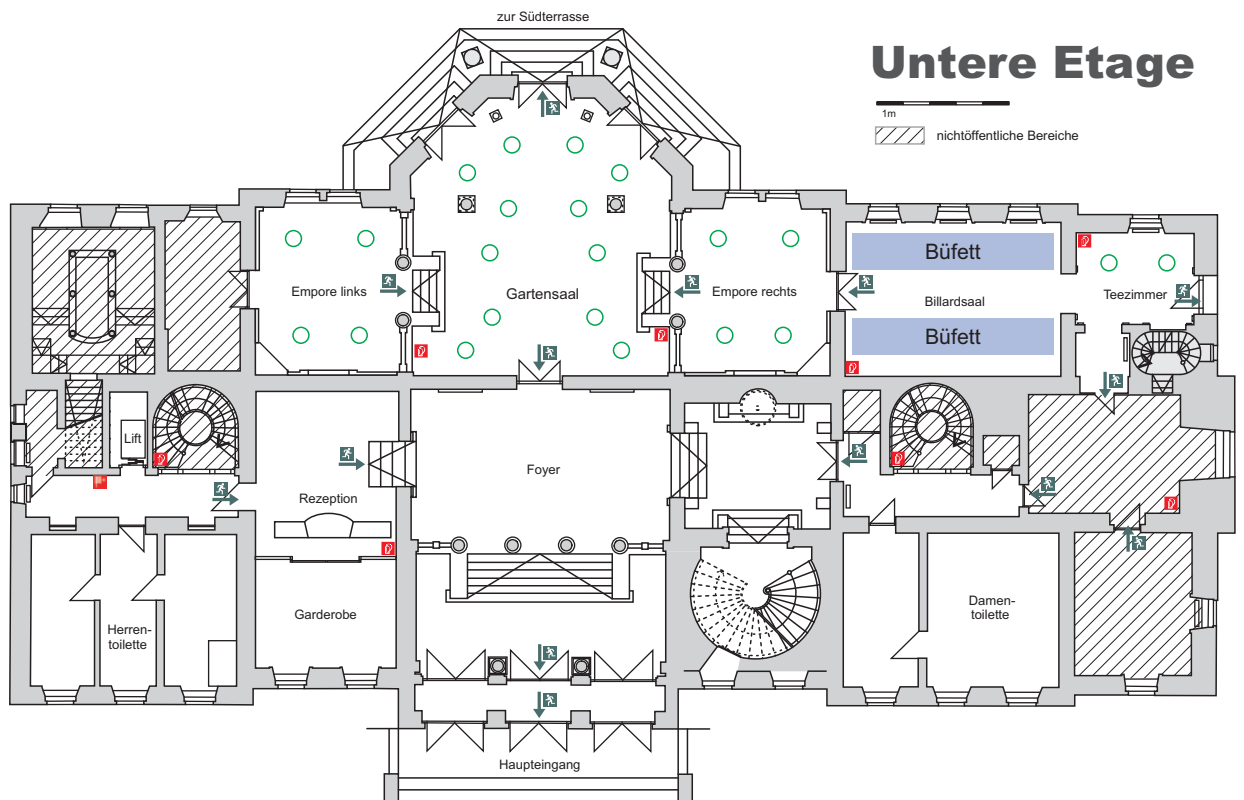 zur Südterrasse
Untere Etage
1m
nichtöffentliche Bereiche
Büfett
Empore links
Gartensaal
Empore rechts
Billardsaal
Teezimmer
Büfett
Lift
Rezeption
Foyer
Garderobe
Herren-
toilette
Damen-
toilette
Haupteingang